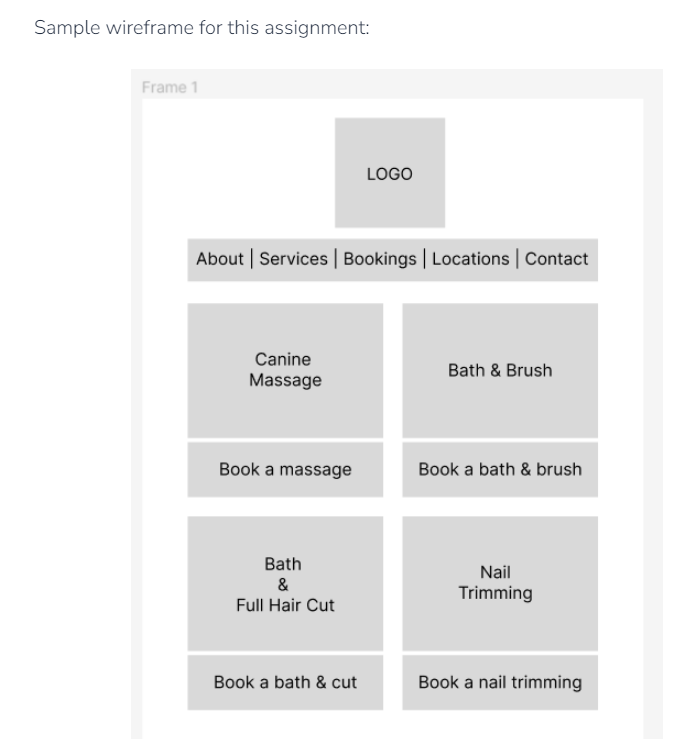 Sample wireframe for this assignment:
Frame 1
LOGO
About | Services | Bookings | Locations | Contact
Canine
Massage
Bath & Brush
Book a massage
Book a bath & brush
Bath
&
Full Hair Cut
Nail
Trimming
Book a bath & cut
Book a nail trimming